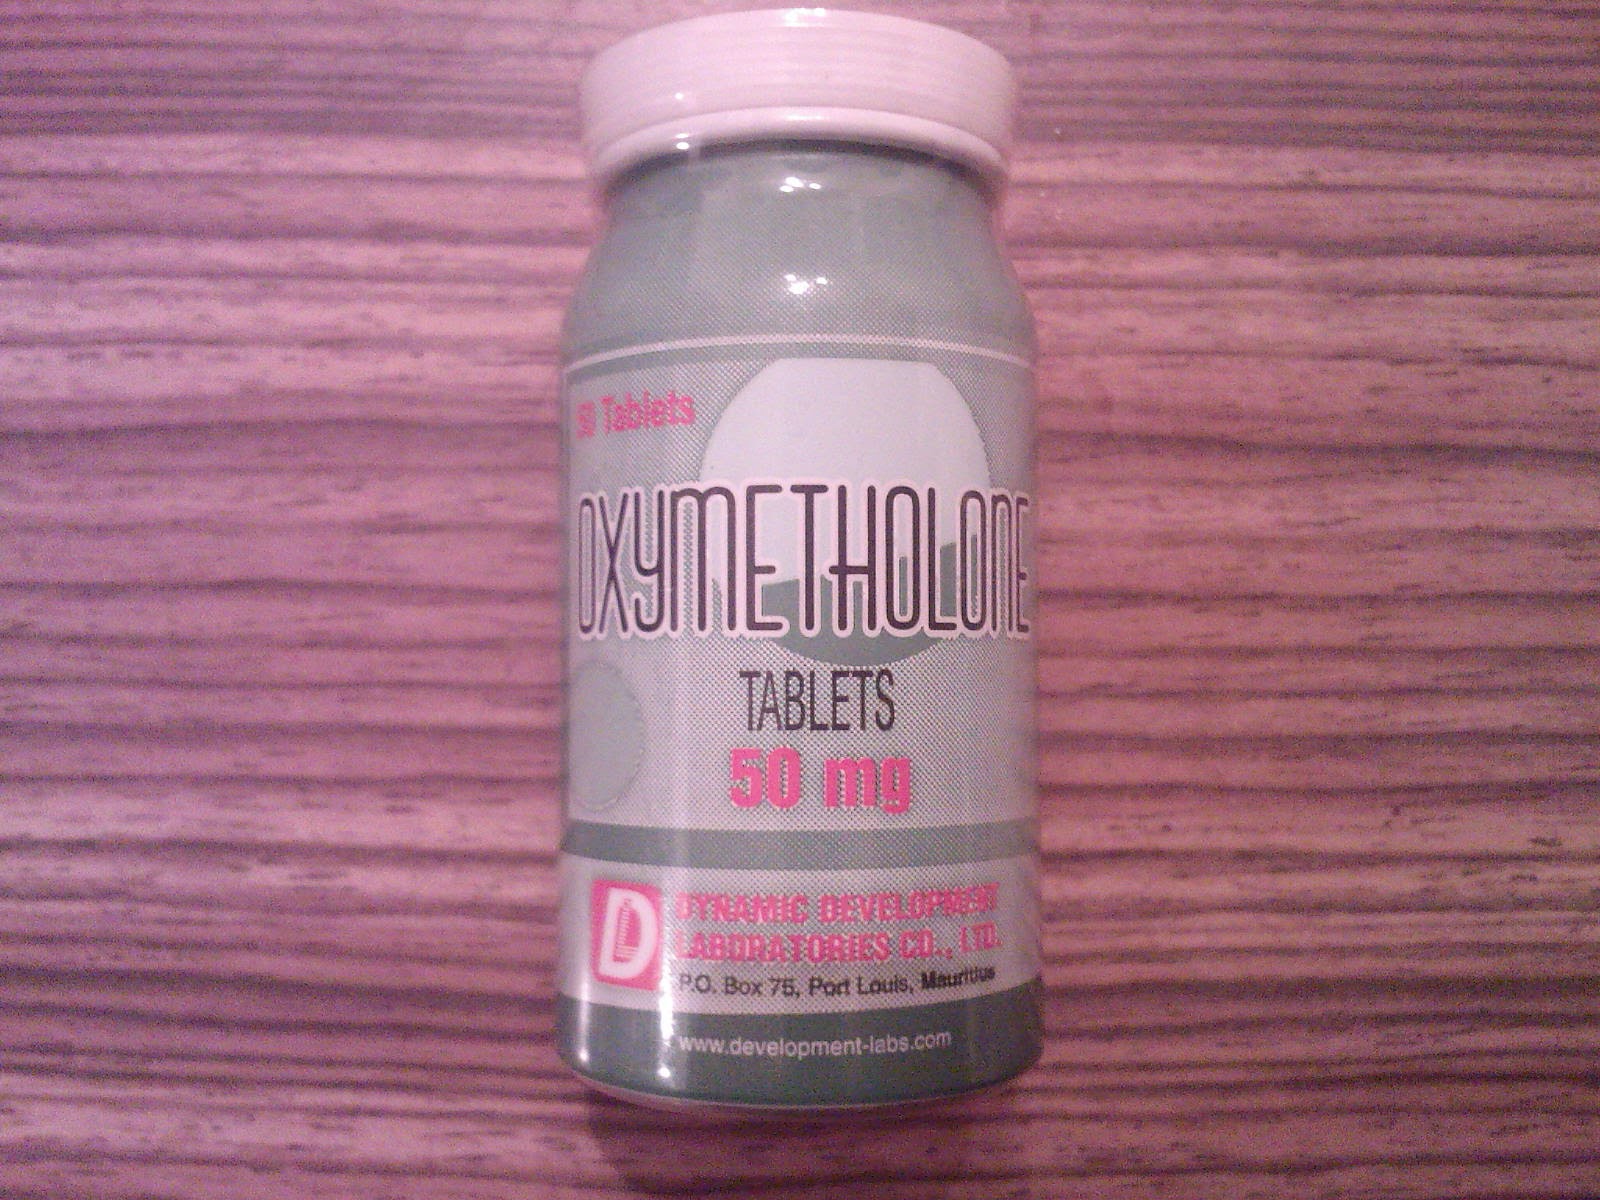 Tablets
OXYMETHOLONE
TABLETS
50 mg
D
DYNAMIC DEVELOPMENT
LABORATORIES CO., LTD.
P.O. Box 75, Port Louis, Mauritius
www.development-labs.com